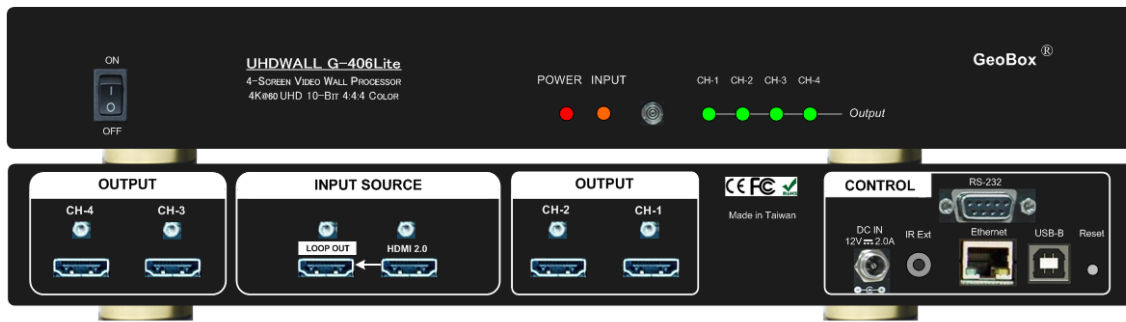 ON
OFF
UHDWALL G-406Lite
4-Screen Video Wall Processor
4K@60 UHD 10-Bit 4:4:4 Color
POWER INPUT
CH-1 CH-2 CH-3 CH-4
Output
GeoBox ®
OUTPUT
CH-4 CH-3
INPUT SOURCE
LOOP OUT HDMI 2.0
OUTPUT
CH-2 CH-1
CE FC RoHS
Made in Taiwan
CONTROL
RS-232
DC IN
12V⎓2.0A
IR Ext
Ethernet
USB-B
Reset